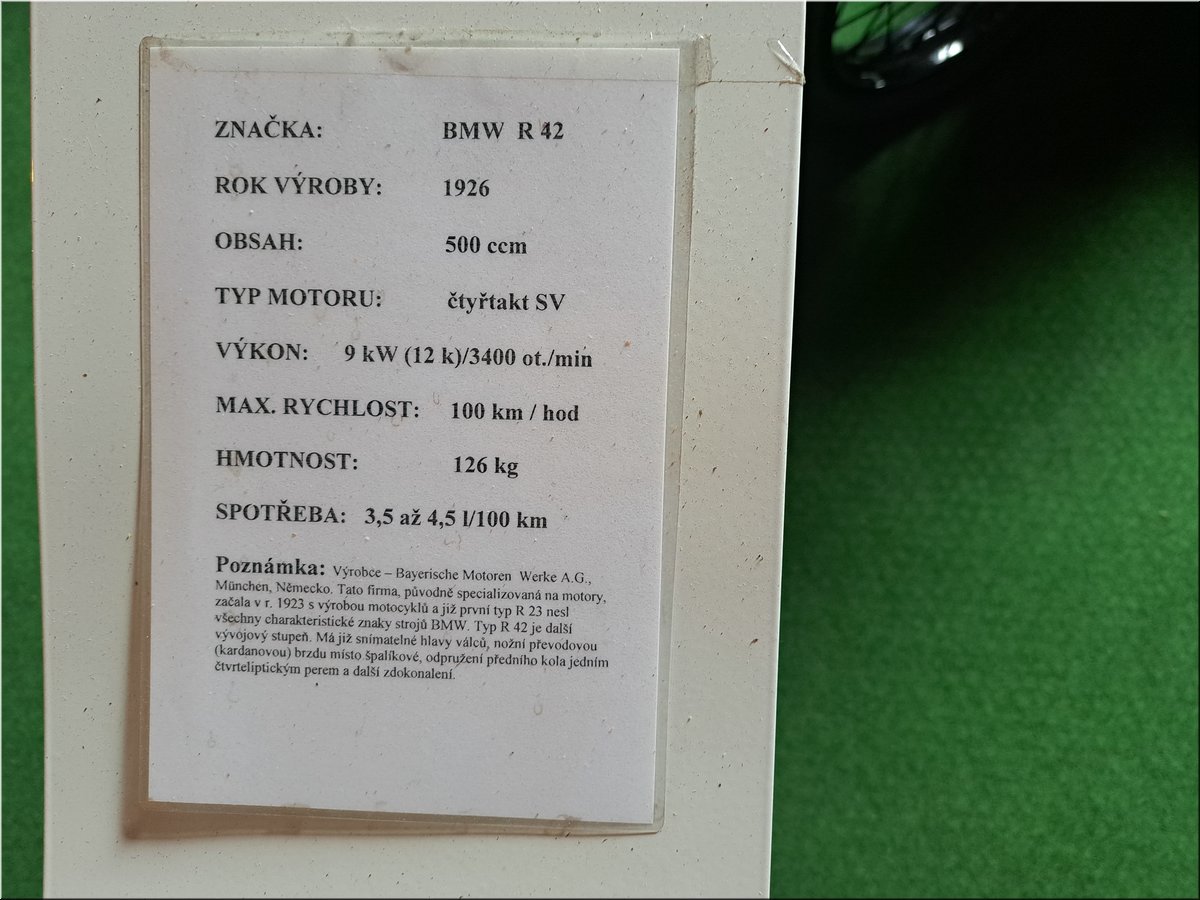 ZNAČKA: BMW R 42
ROK VÝROBY: 1926
OBSAH: 500 ccm
TYP MOTORU: čtyřtakt SV
VÝKON: 9 kW (12 k)/3400 ot./min
MAX. RYCHLOST: 100 km / hod
HMOTNOST: 126 kg
SPOTŘEBA: 3,5 až 4,5 l/100 km
Poznámka: Výrobce – Bayerische Motoren Werke A.G.,
München, Německo. Tato firma, původně specializovaná na motory,
začala v r. 1923 s výrobou motocyklů a již první typ R 23 nesl
všechny charakteristické znaky strojů BMW. Typ R 42 je další
vývojový stupeň. Má již snímatelné hlavy válců, nožní převodovou
(kardanovou) brzdu místo špalíkové, odpružení předního kola jedním
čtvrteliptickým perem a další zdokonalení.